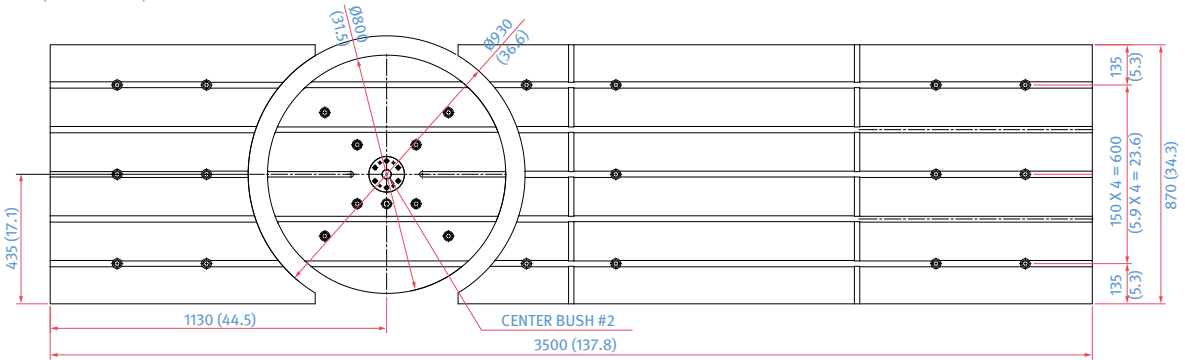 Ø800
(31.5)
Ø930
(36.6)
135
(5.3)
150 X 4 = 600
(5.9 X 4 = 23.6)
870 (34.3)
135
(5.3)
435 (17.1)
1130 (44.5)
CENTER BUSH #2
3500 (137.8)